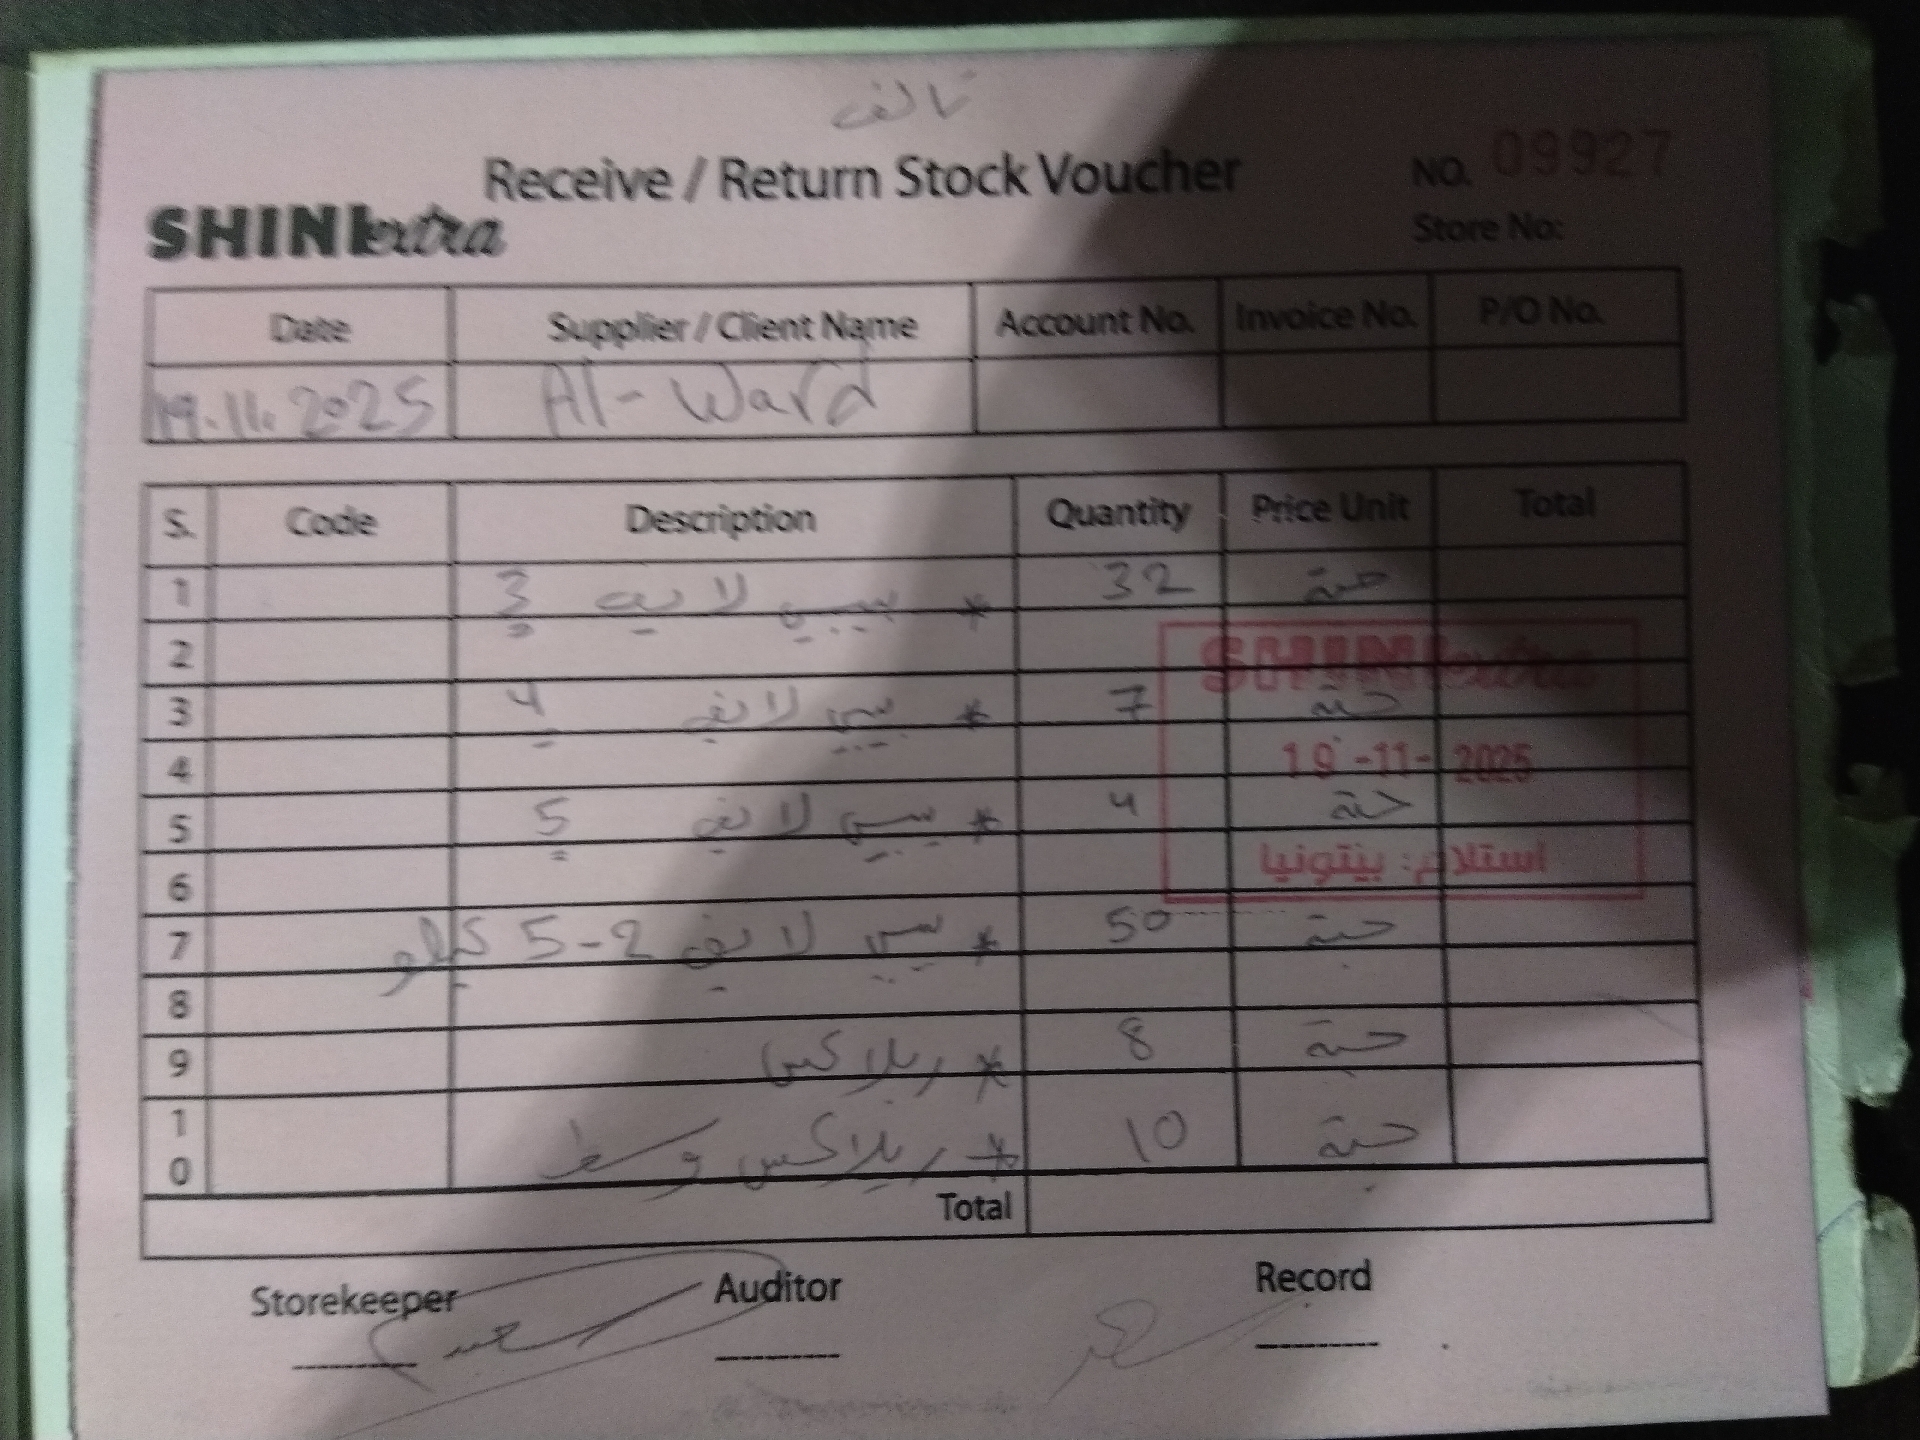 تالف
Receive / Return Stock Voucher
NO. 09927
SHINE extra
Store No:
Date Supplier / Client Name Account No. Invoice No. P/O No.
19.11.2025 Al-Ward
S. Code Description Quantity Price Unit Total
1 * بيبي لايف 3 32 حبة
2
SHINE extra
3 * بيبي لايف 4 7 حبة
4
19-11-2025
5 * بيبي لايف 5 4 حبة
6
استلام: بيتونيا
7 * بيبي لايف 2-5 كيلو 50 حبة
8
9 * ريلاكس 8 حبة
10 * ريلاكس وسط 10 حبة
Total
Storekeeper Auditor Record